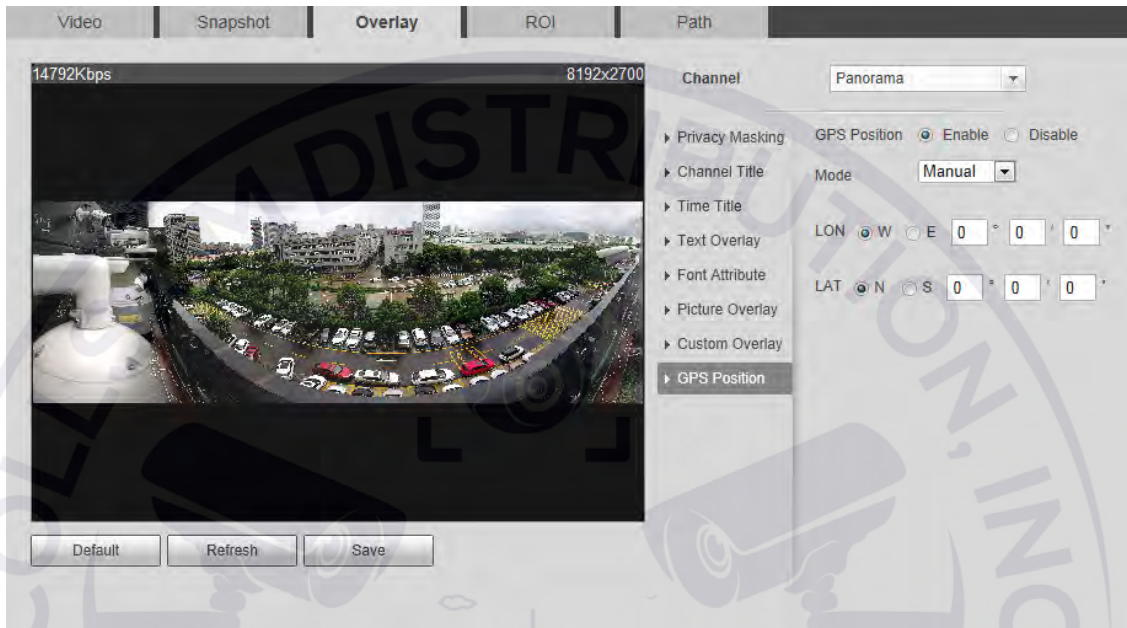 Video Snapshot Overlay ROI Path
14792Kbps 8192x2700
Channel Panorama
Privacy Masking
GPS Position Enable Disable
Channel Title
Mode Manual
Time Title
Text Overlay
LON W E 0 ° 0 ' 0 "
Font Attribute
LAT N S 0 ° 0 ' 0 "
Picture Overlay
Custom Overlay
GPS Position
Default Refresh Save
DISTRIBUTION, INC